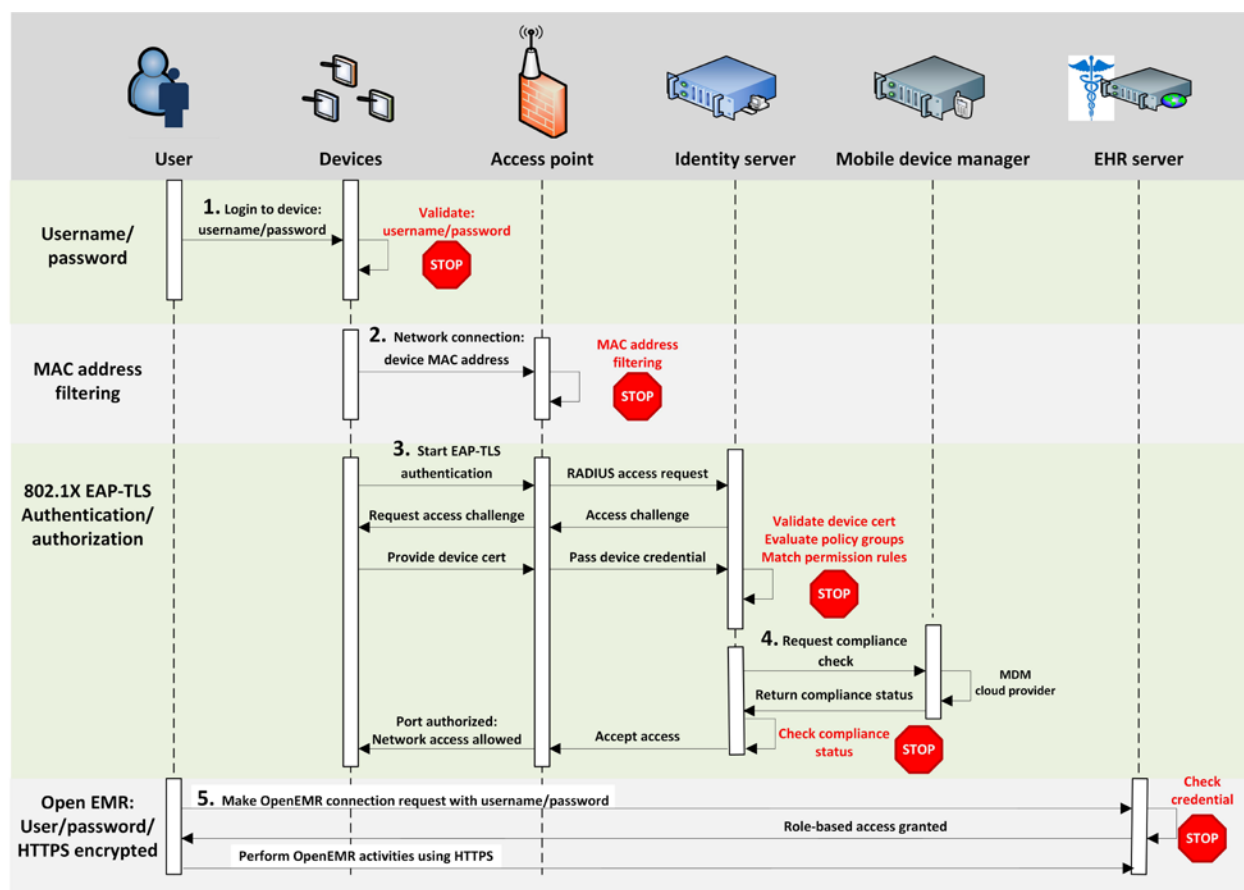 User
Devices
Access point
Identity server
Mobile device manager
EHR server
Username/
password
1. Login to device:
username/password
Validate:
username/password
STOP
MAC address
filtering
2. Network connection:
device MAC address
MAC address
filtering
STOP
802.1X EAP-TLS
Authentication/
authorization
3. Start EAP-TLS
authentication
RADIUS access request
Request access challenge
Access challenge
Provide device cert
Pass device credential
Validate device cert
Evaluate policy groups
Match permission rules
STOP
4. Request compliance
check
MDM
cloud provider
Return compliance status
Port authorized:
Network access allowed
Accept access
Check compliance
status
STOP
Open EMR:
User/password/
HTTPS encrypted
5. Make OpenEMR connection request with username/password
Check
credential
STOP
Role-based access granted
Perform OpenEMR activities using HTTPS